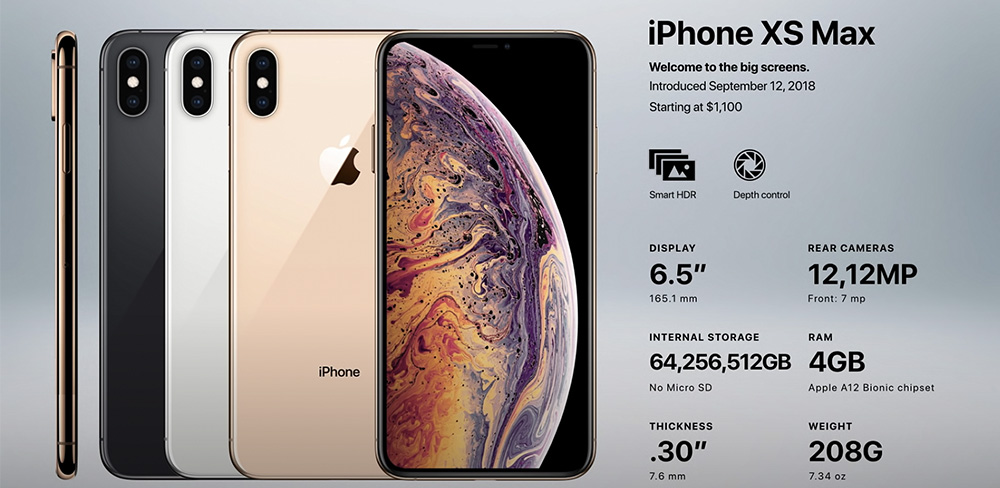 iPhone XS Max
Welcome to the big screens.
Introduced September 12, 2018
Starting at $1,100
Smart HDR
Depth control
DISPLAY
6.5″
165.1 mm
REAR CAMERAS
12,12MP
Front: 7 mp
INTERNAL STORAGE
64,256,512GB
No Micro SD
RAM
4GB
Apple A12 Bionic chipset
THICKNESS
.30″
7.6 mm
WEIGHT
208G
7.34 oz
iPhone